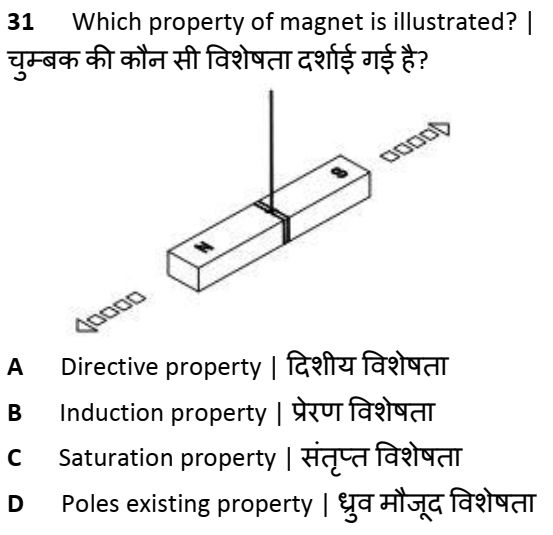 31 Which property of magnet is illustrated? |
चुम्बक की कौन सी विशेषता दर्शाई गई है?
S
N
A Directive property | दिशीय विशेषता
B Induction property | प्रेरण विशेषता
C Saturation property | संतृप्त विशेषता
D Poles existing property | ध्रुव मौजूद विशेषता